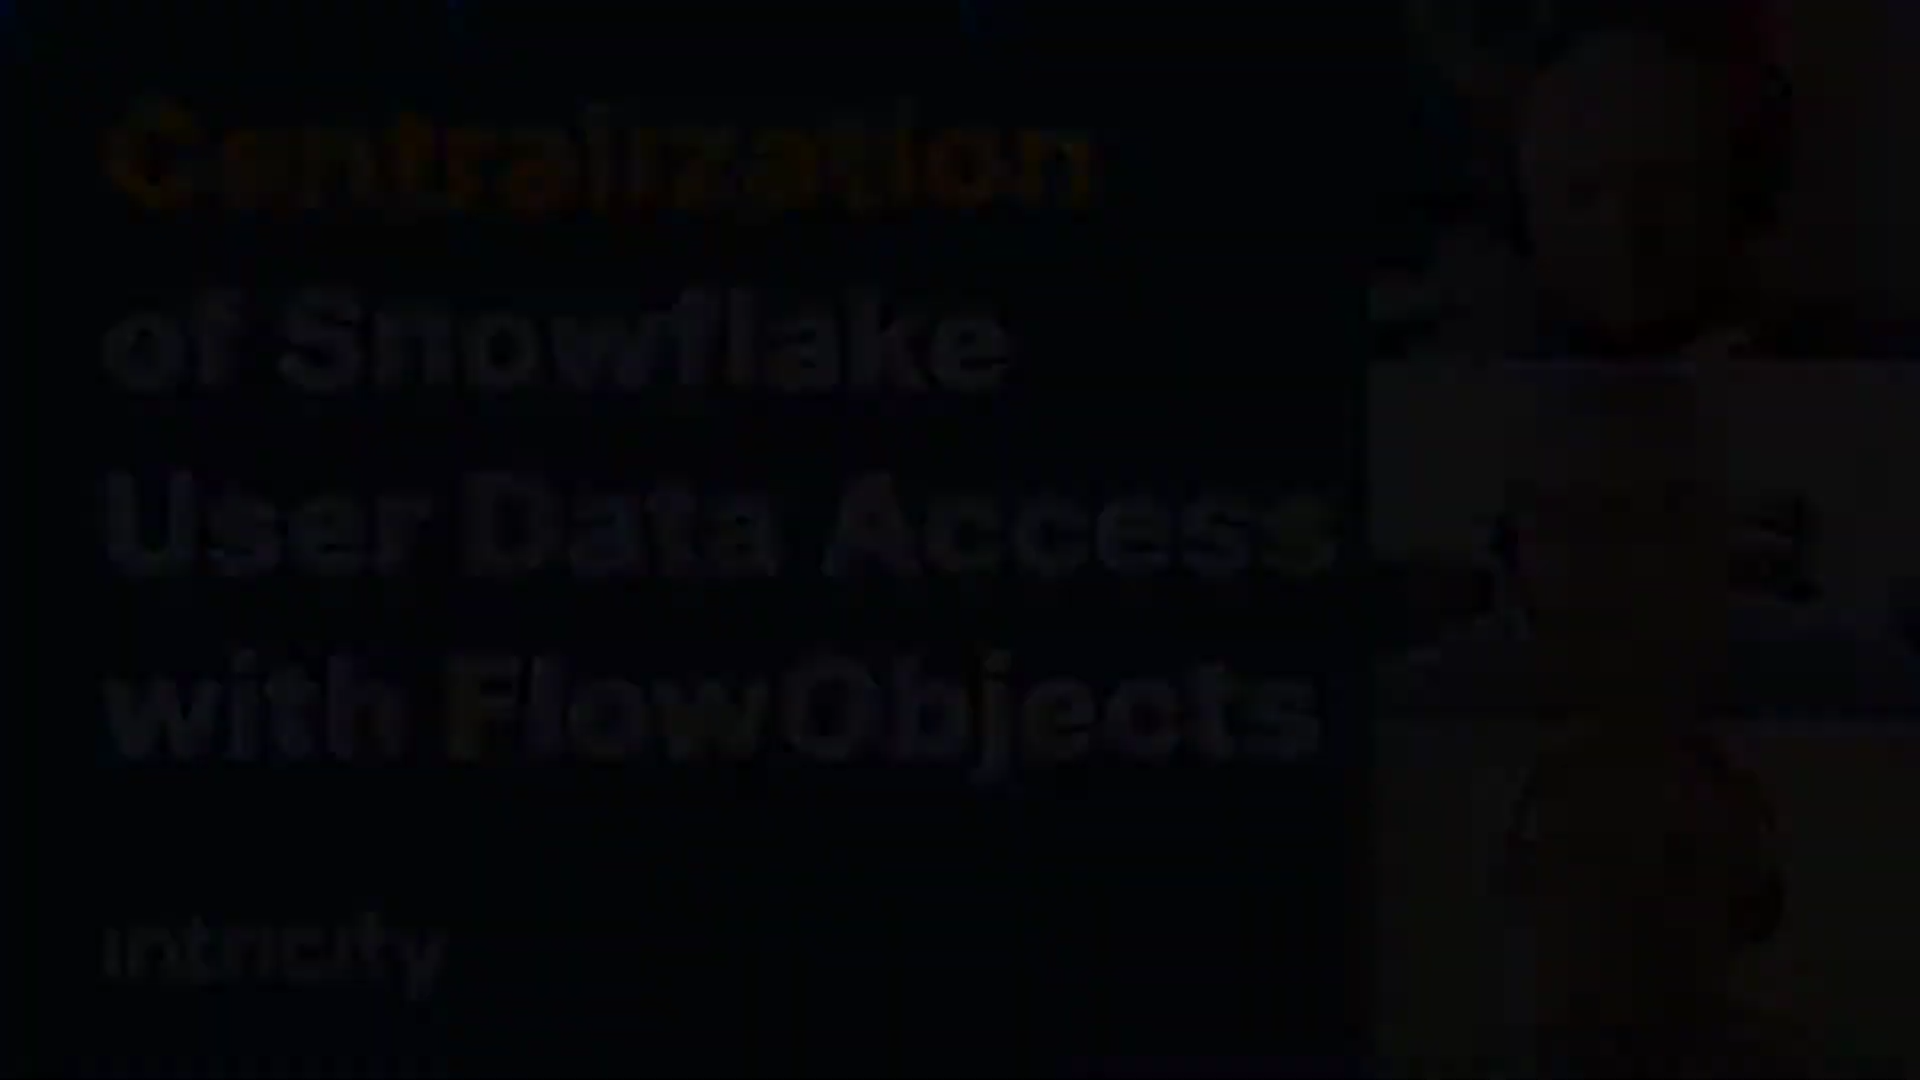 Centralization
of Snowflake
User Data Access
with FlowObjects
intricity